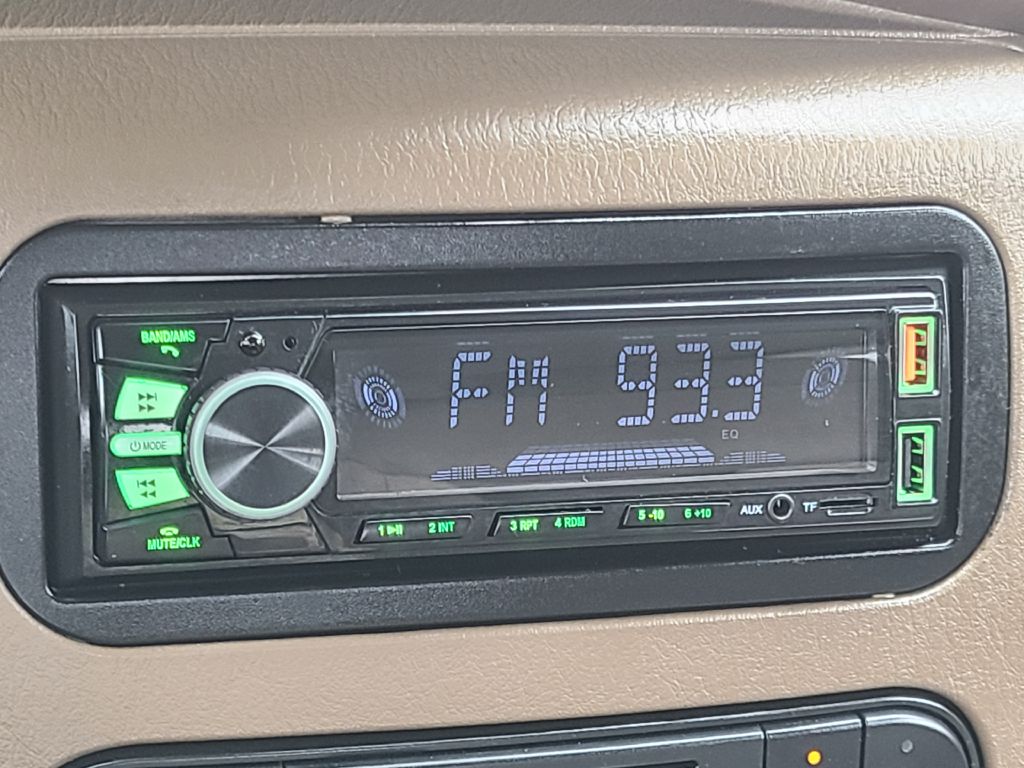 BAND/AMS
FM 93.3
EQ
MODE
MUTE/CLK
1 2 INT
3 RPT 4 RDM
5 -10 6 +10
AUX
TF